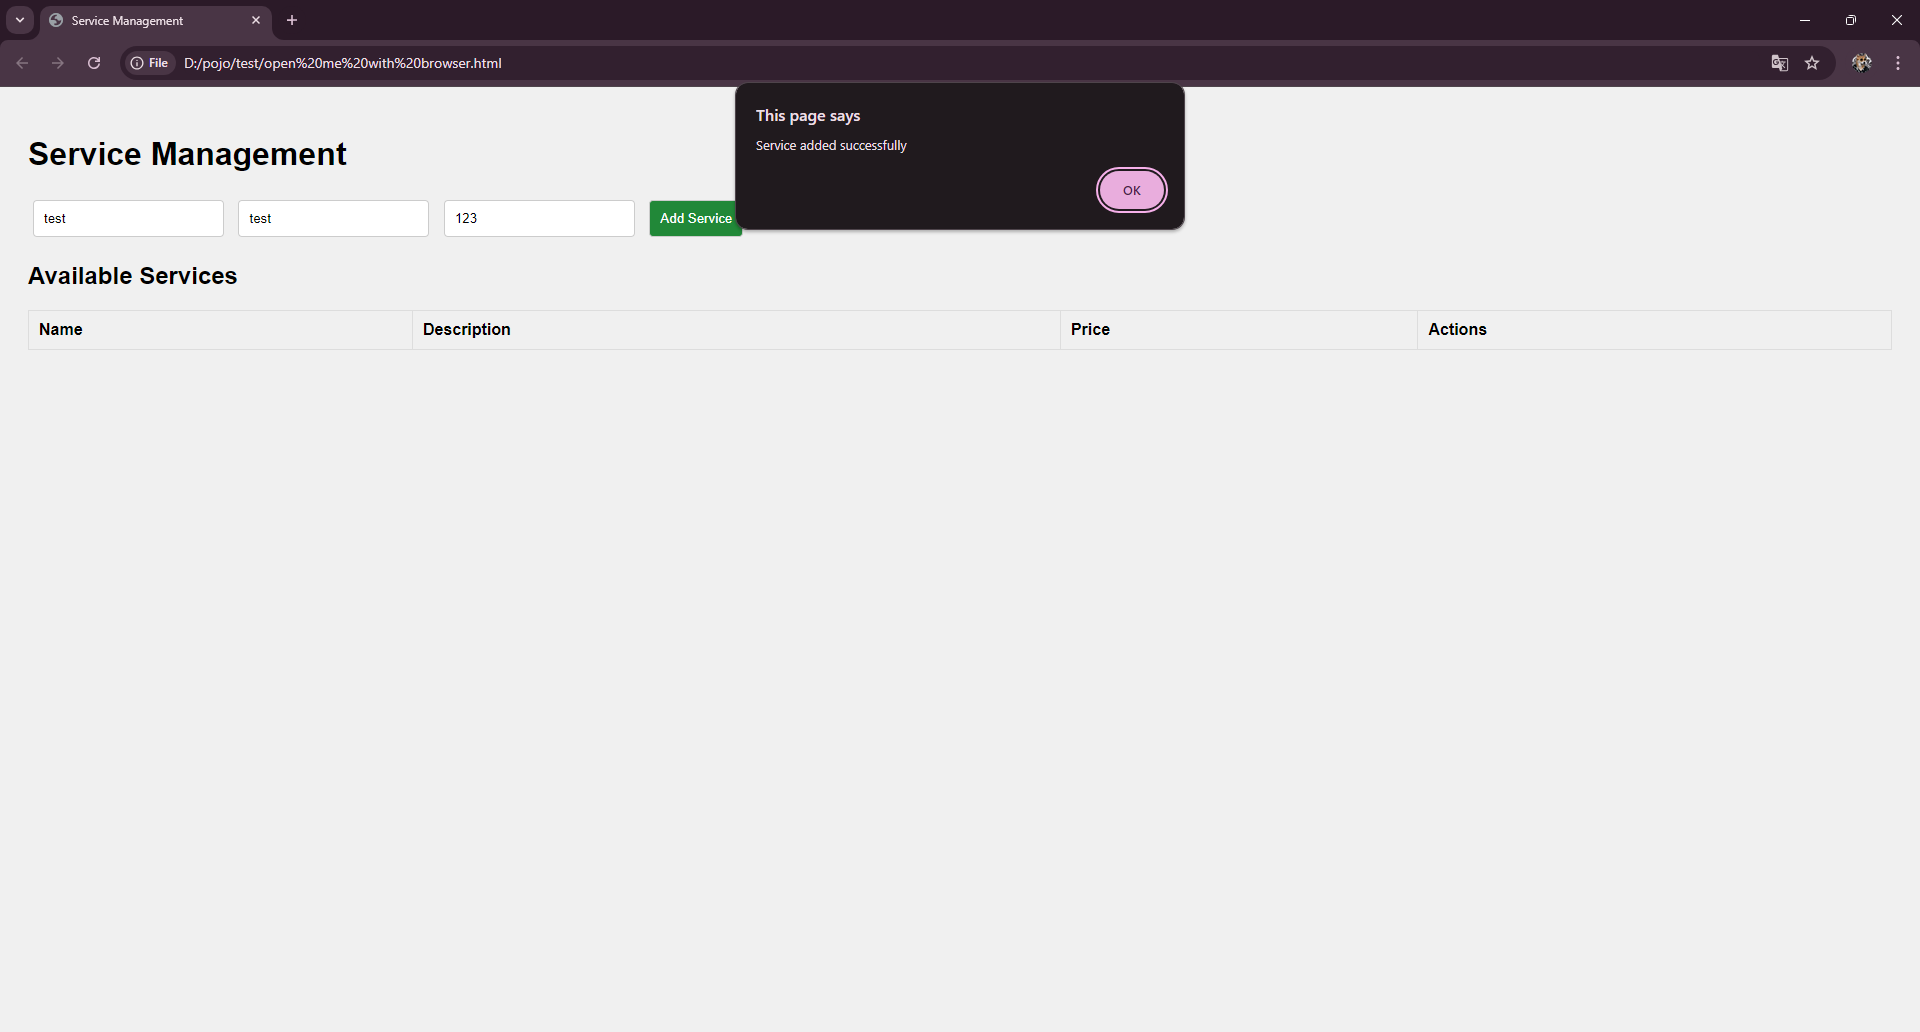 Service Management
File D:/pojo/test/open%20me%20with%20browser.html
This page says
Service added successfully
OK
Service Management
test test 123 Add Service
Available Services
Name Description Price Actions